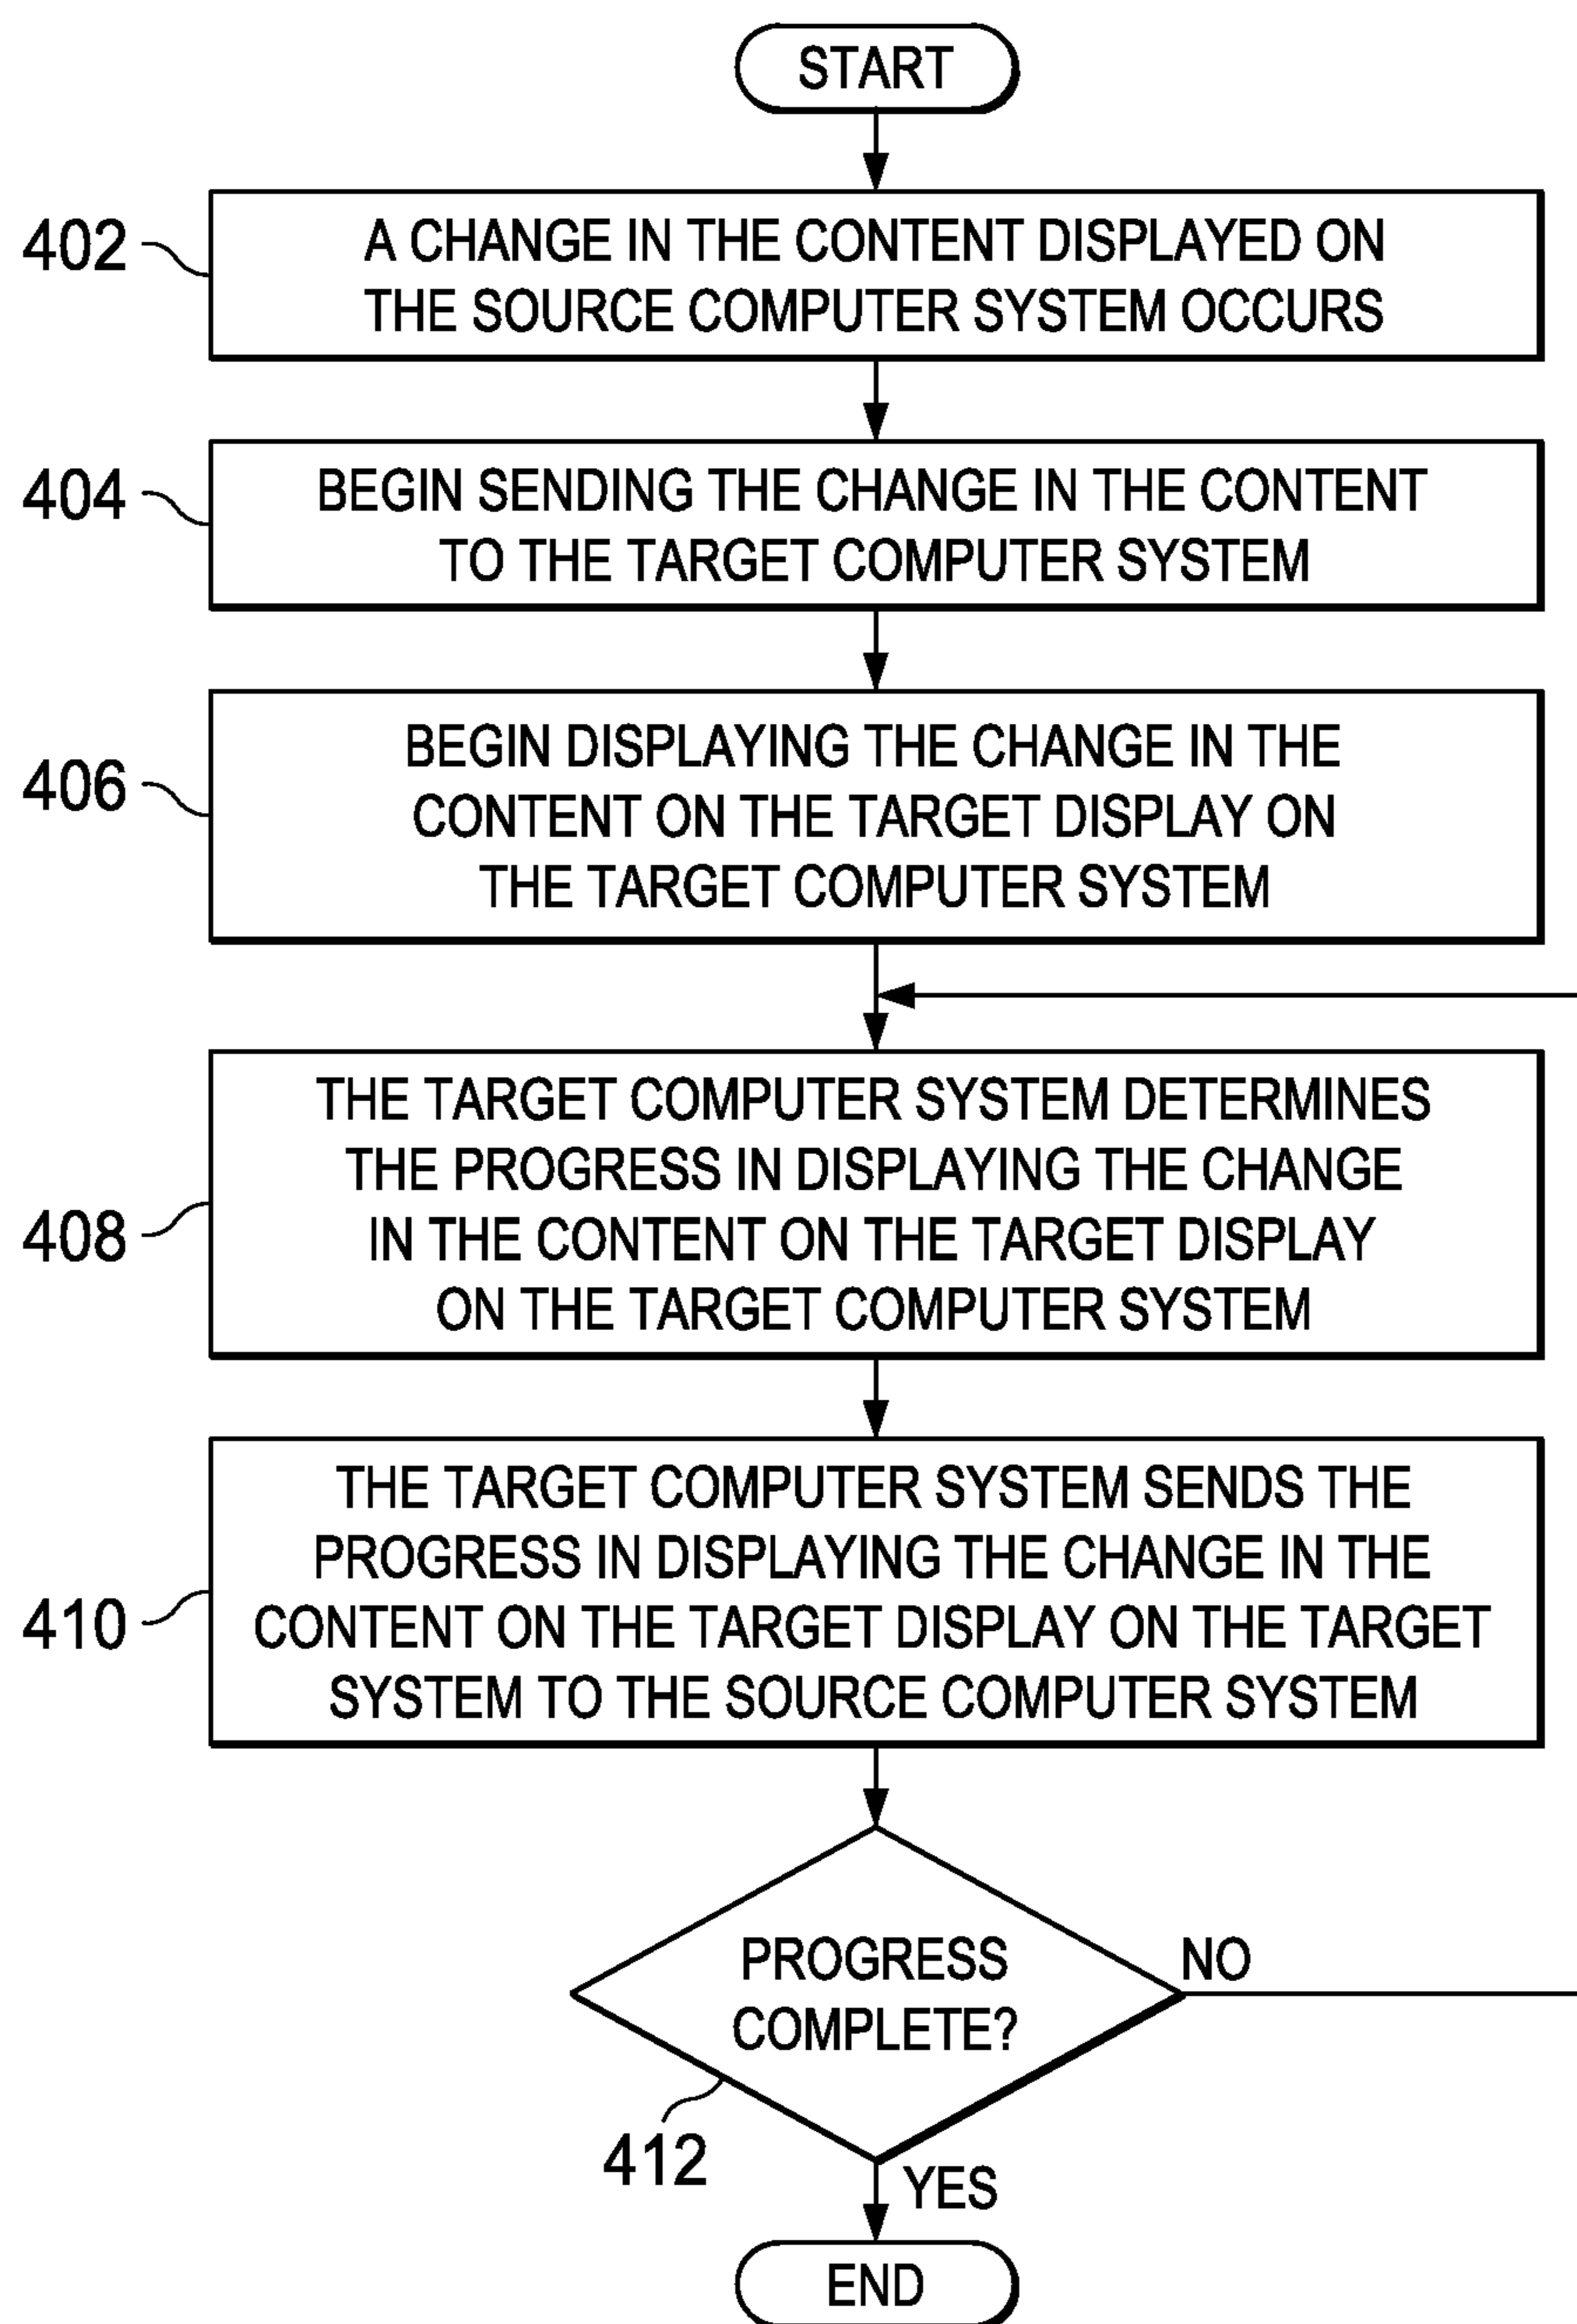 START
402
A CHANGE IN THE CONTENT DISPLAYED ON
THE SOURCE COMPUTER SYSTEM OCCURS
404
BEGIN SENDING THE CHANGE IN THE CONTENT
TO THE TARGET COMPUTER SYSTEM
406
BEGIN DISPLAYING THE CHANGE IN THE
CONTENT ON THE TARGET DISPLAY ON
THE TARGET COMPUTER SYSTEM
408
THE TARGET COMPUTER SYSTEM DETERMINES
THE PROGRESS IN DISPLAYING THE CHANGE
IN THE CONTENT ON THE TARGET DISPLAY
ON THE TARGET COMPUTER SYSTEM
410
THE TARGET COMPUTER SYSTEM SENDS THE
PROGRESS IN DISPLAYING THE CHANGE IN THE
CONTENT ON THE TARGET DISPLAY ON THE TARGET
SYSTEM TO THE SOURCE COMPUTER SYSTEM
PROGRESS
COMPLETE?
NO
412
YES
END